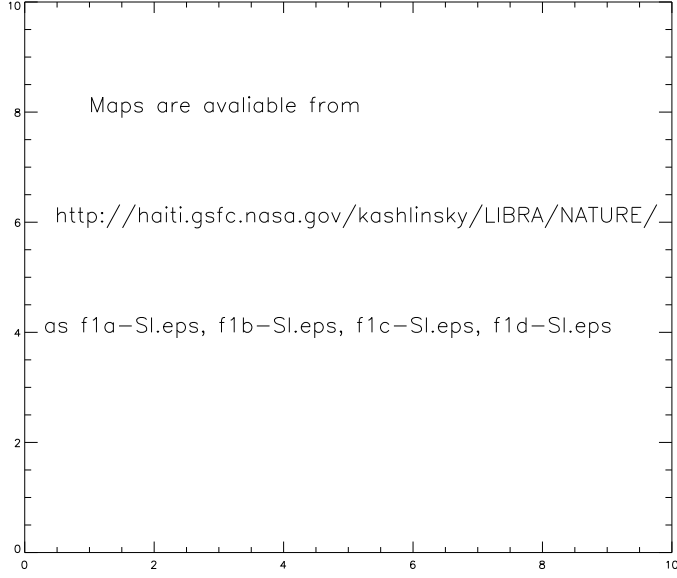 10
8
6
4
2
0
Maps are avaliable from
http://haiti.gsfc.nasa.gov/kashlinsky/LIBRA/NATURE/
as f1a-SI.eps, f1b-SI.eps, f1c-SI.eps, f1d-SI.eps
0 2 4 6 8 10